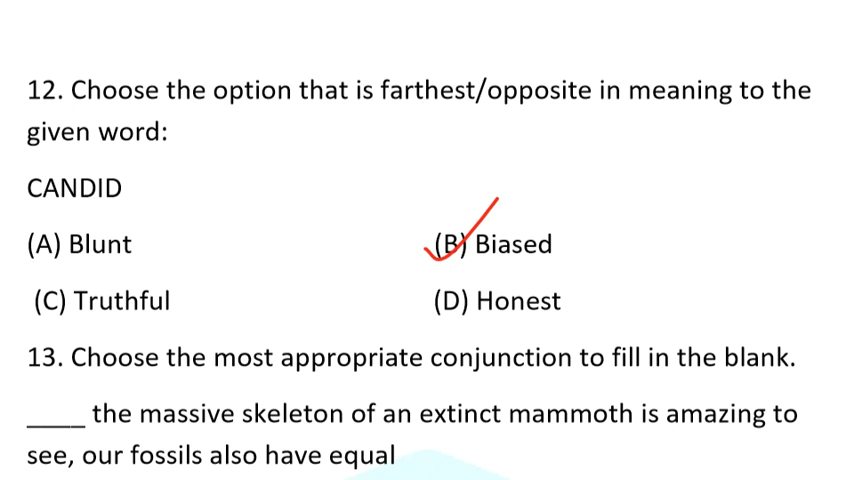 12. Choose the option that is farthest/opposite in meaning to the
given word:
CANDID
(A) Blunt (B) Biased
(C) Truthful (D) Honest
13. Choose the most appropriate conjunction to fill in the blank.
_____ the massive skeleton of an extinct mammoth is amazing to
see, our fossils also have equal